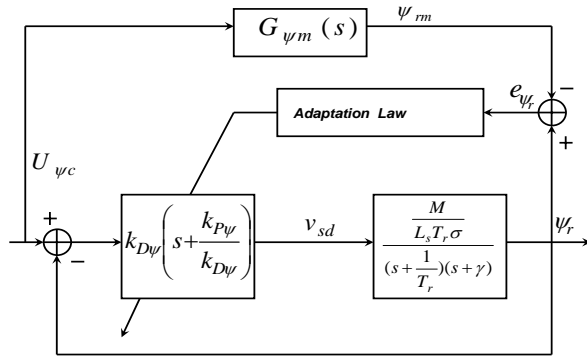 G_ψm(s)
ψ_rm
−
e_ψr
+
Adaptation Law
U_ψc
+
−
k_Dψ(s+k_Pψ/k_Dψ)
v_sd
M/(L_s T_r σ)/((s+1/T_r)(s+γ))
ψ_r